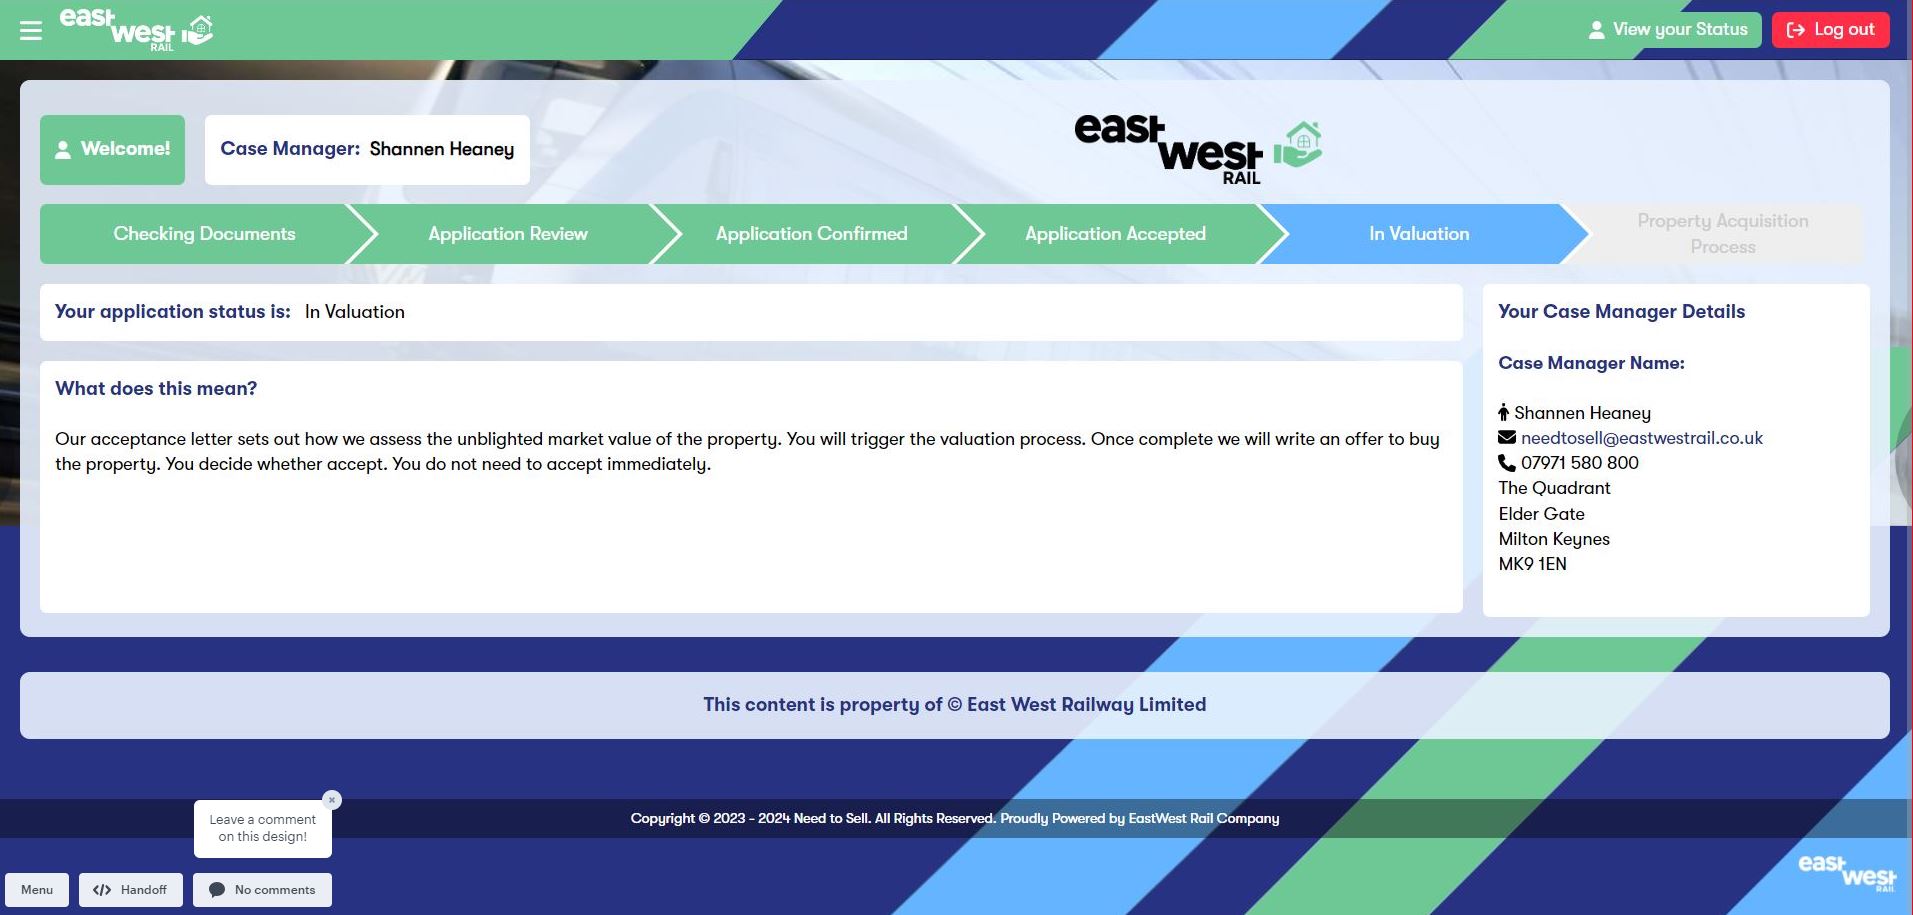 east
west
RAIL
View your Status
Log out
Welcome!
Case Manager: Shannen Heaney
east
west
RAIL
Checking Documents
Application Review
Application Confirmed
Application Accepted
In Valuation
Property Acquisition
Process
Your application status is: In Valuation
What does this mean?
Our acceptance letter sets out how we assess the unblighted market value of the property. You will trigger the valuation process. Once complete we will write an offer to buy
the property. You decide whether accept. You do not need to accept immediately.
Your Case Manager Details
Case Manager Name:
Shannen Heaney
needtosell@eastwestrail.co.uk
07971 580 800
The Quadrant
Elder Gate
Milton Keynes
MK9 1EN
This content is property of © East West Railway Limited
Copyright © 2023 - 2024 Need to Sell. All Rights Reserved. Proudly Powered by EastWest Rail Company
Leave a comment
on this design!
Menu
Handoff
No comments
east
west
RAIL